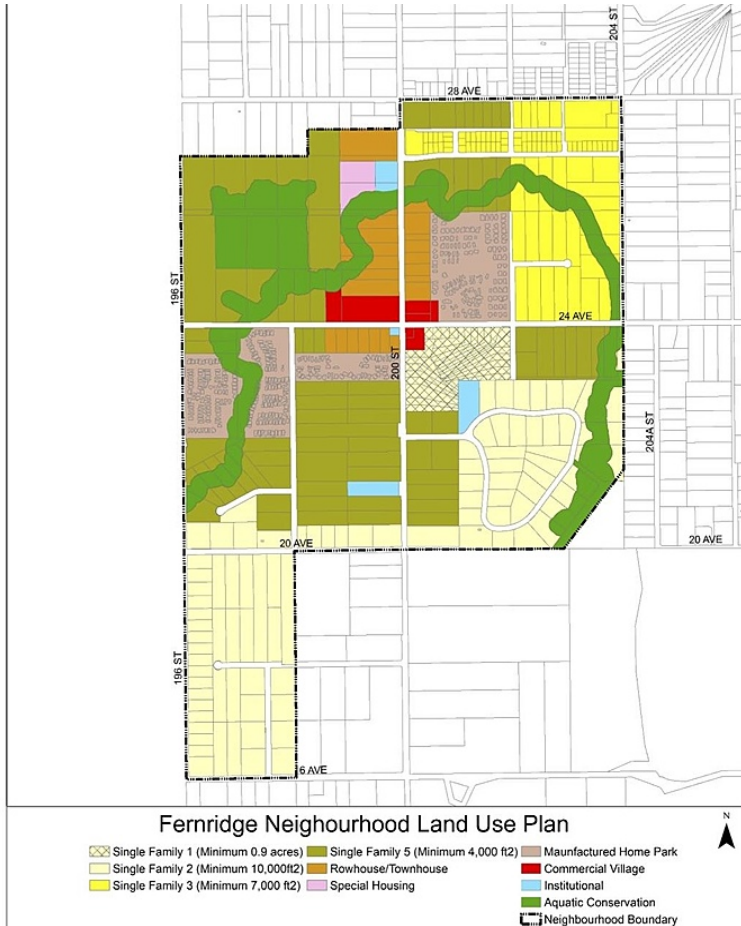 204 ST
28 AVE
196 ST
24 AVE
200 ST
204A ST
20 AVE
20 AVE
196 ST
6 AVE
Fernridge Neighourhood Land Use Plan
N
Single Family 1 (Minimum 0.9 acres)
Single Family 5 (Minimum 4,000 ft2)
Maunfactured Home Park
Single Family 2 (Minimum 10,000ft2)
Rowhouse/Townhouse
Commercial Village
Single Family 3 (Minimum 7,000 ft2)
Special Housing
Institutional
Aquatic Conservation
Neighbourhood Boundary